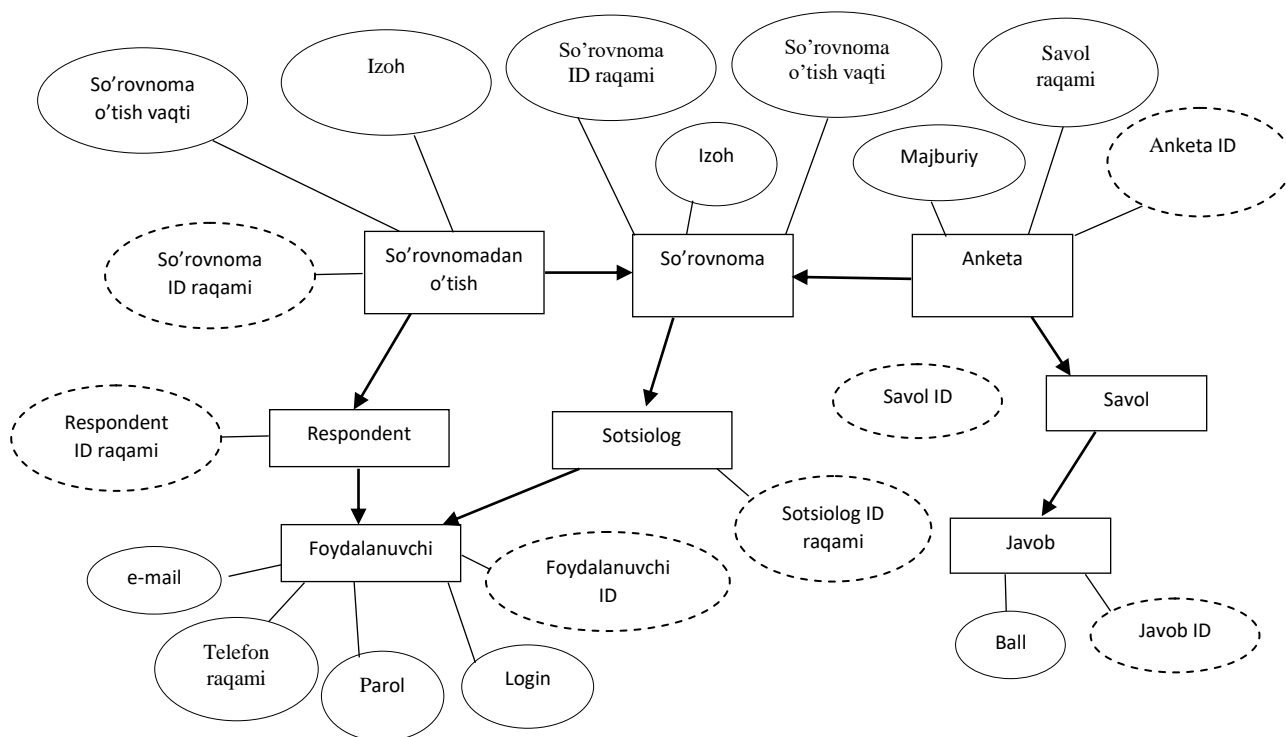 So’rovnoma
o’tish vaqti
Izoh
So’rovnoma
ID raqami
So’rovnoma
o’tish vaqti
Savol
raqami
Izoh
Majburiy
Anketa ID
So’rovnoma
ID raqami
So’rovnomadan
o’tish
So’rovnoma
Anketa
Respondent
ID raqami
Respondent
Sotsiolog
Savol ID
Savol
Sotsiolog ID
raqami
Foydalanuvchi
Foydalanuvchi
ID
Javob
e-mail
Telefon
raqami
Parol
Login
Ball
Javob ID